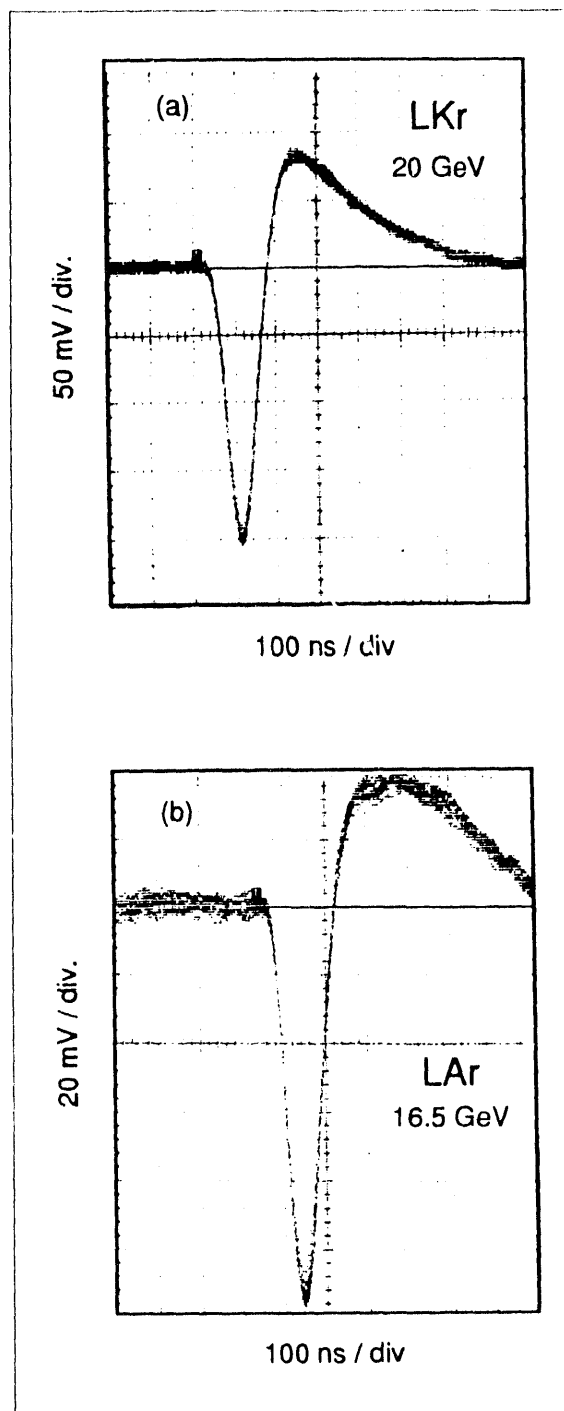 (a)
LKr
20 GeV
50 mV / div.
100 ns / div
(b)
LAr
16.5 GeV
20 mV / div.
100 ns / div